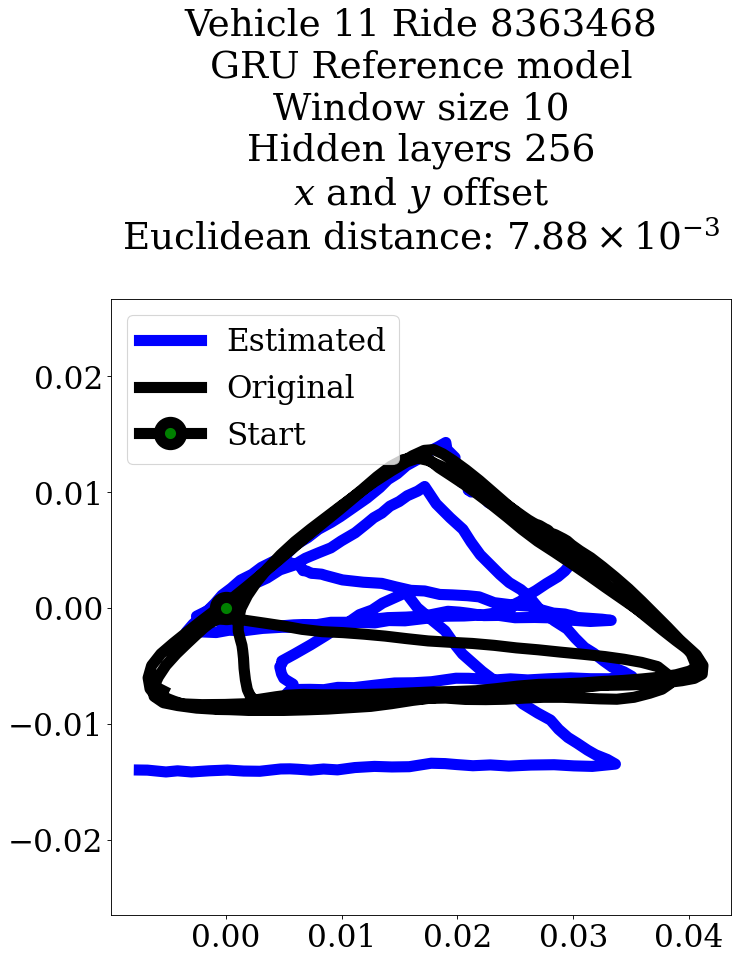 Vehicle 11 Ride 8363468
GRU Reference model
Window size 10
Hidden layers 256
x and y offset
Euclidean distance: 7.88 × 10⁻³
Estimated
Original
Start
0.02
0.01
0.00
−0.01
−0.02
0.00 0.01 0.02 0.03 0.04